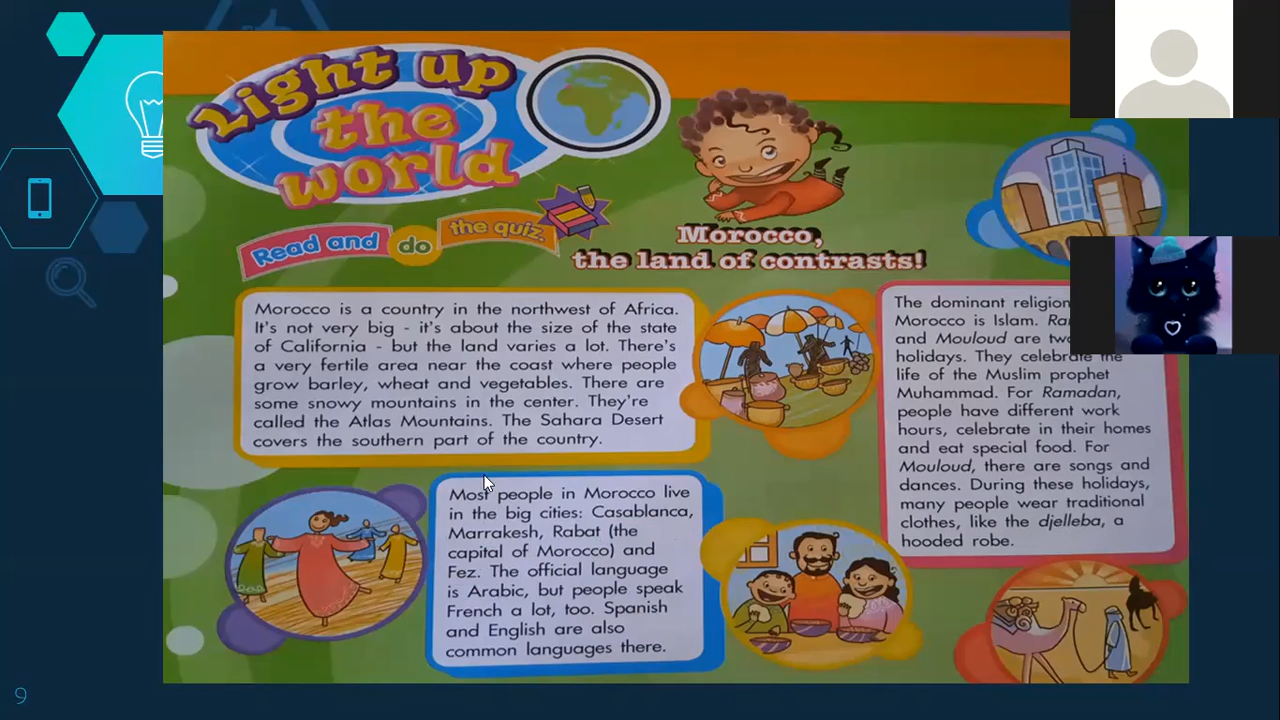 Light up
the
world
Read and do the quiz.
Morocco,
the land of contrasts!
Morocco is a country in the northwest of Africa.
It's not very big - it's about the size of the state
of California - but the land varies a lot. There's
a very fertile area near the coast where people
grow barley, wheat and vegetables. There are
some snowy mountains in the center. They're
called the Atlas Mountains. The Sahara Desert
covers the southern part of the country.
Most people in Morocco live
in the big cities: Casablanca,
Marrakesh, Rabat (the
capital of Morocco) and
Fez. The official language
is Arabic, but people speak
French a lot, too. Spanish
and English are also
common languages there.
The dominant religion
Morocco is Islam.
and Mouloud are
holidays. They celebrate the
life of the Muslim prophet
Muhammad. For Ramadan,
people have different work
hours, celebrate in their homes
and eat special food. For
Mouloud, there are songs and
dances. During these holidays,
many people wear traditional
clothes, like the djelleba, a
hooded robe.
9